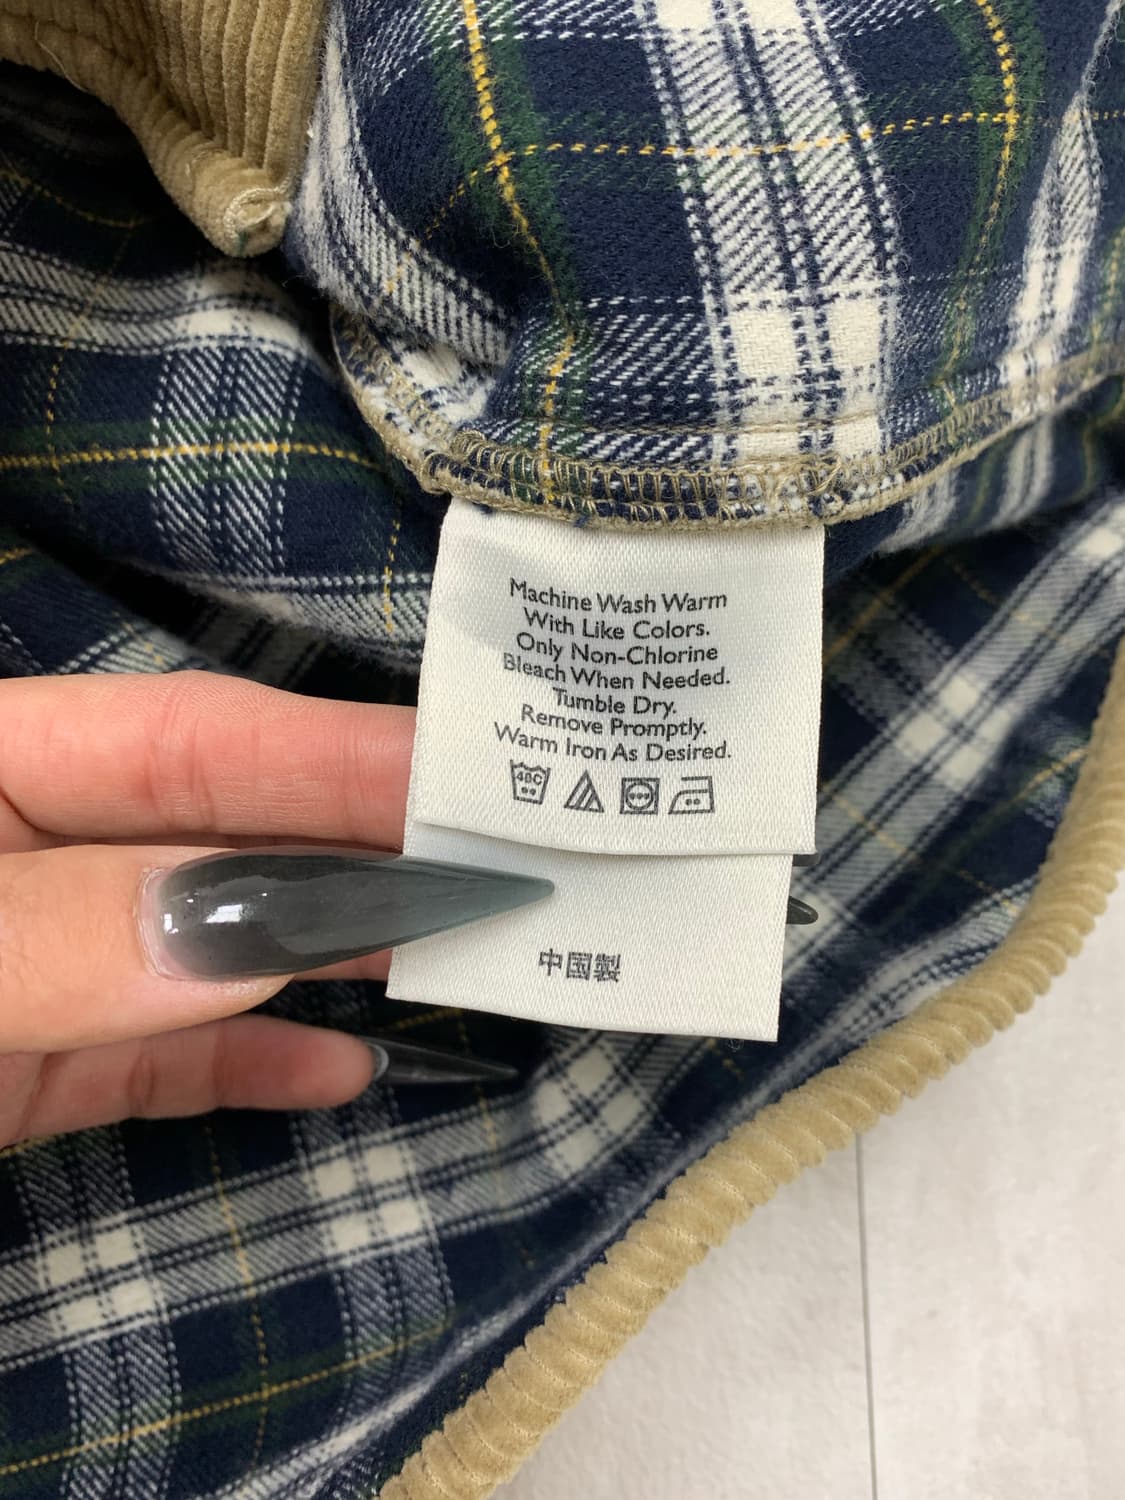 Machine Wash Warm
With Like Colors.
Only Non-Chlorine
Bleach When Needed.
Tumble Dry.
Remove Promptly.
Warm Iron As Desired.
40C
中国製